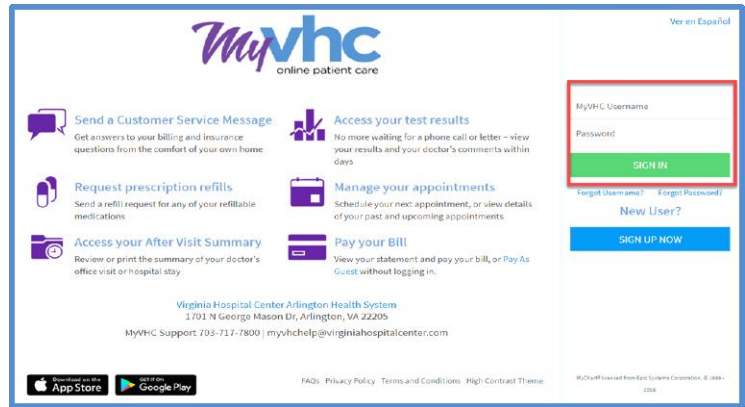 Ver en Español
Myvhc
online patient care
Send a Customer Service Message
Get answers to your billing and insurance
questions from the comfort of your own home
Access your test results
No more waiting for a phone call or letter – view
your results and your doctor's comments within
days
Request prescription refills
Send a refill request for any of your refillable
medications
Manage your appointments
Schedule your next appointment, or view details
of your past and upcoming appointments
Access your After Visit Summary
Review or print the summary of your doctor's
office visit or hospital stay
Pay your Bill
View your statement and pay your bill, or Pay As
Guest without logging in.
Virginia Hospital Center Arlington Health System
1701 N George Mason Dr, Arlington, VA 22205
MyVHC Support 703-717-7800 | myvhchelp@virginiahospitalcenter.com
MyVHC Username
Password
SIGN IN
Forgot Username? Forgot Password?
New User?
SIGN UP NOW
Download on the
App Store
GET IT ON
Google Play
FAQs Privacy Policy Terms and Conditions High Contrast Theme
MyChart® licensed from Epic Systems Corporation, © 1999 -